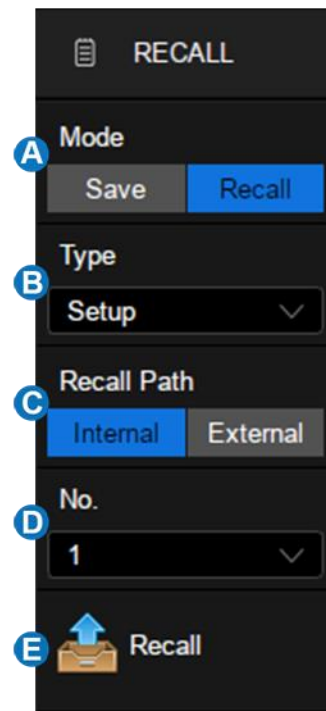 RECALL
A
Mode
Save Recall
B
Type
Setup
C
Recall Path
Internal External
D
No.
1
E
Recall